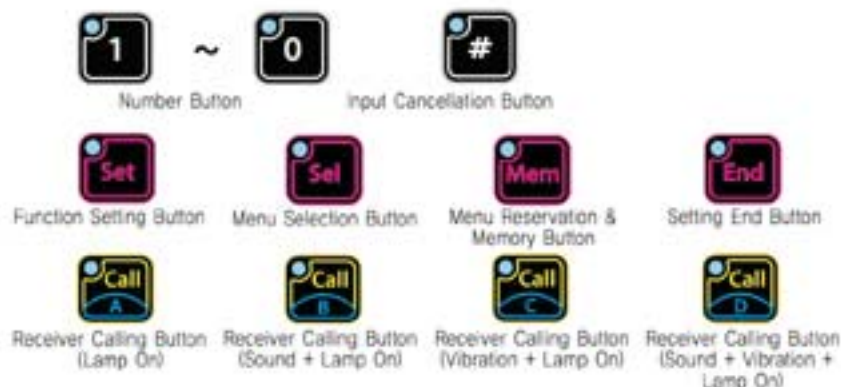 1 ~ 0 #
Number Button Input Cancellation Button
Set Sel Mem End
Function Setting Button Menu Selection Button Menu Reservation & Setting End Button
Memory Button
Call Call Call Call
A B C D
Receiver Calling Button Receiver Calling Button Receiver Calling Button Receiver Calling Button
(Lamp On) (Sound + Lamp On) (Vibration + Lamp On) (Sound + Vibration +
Lamp On)